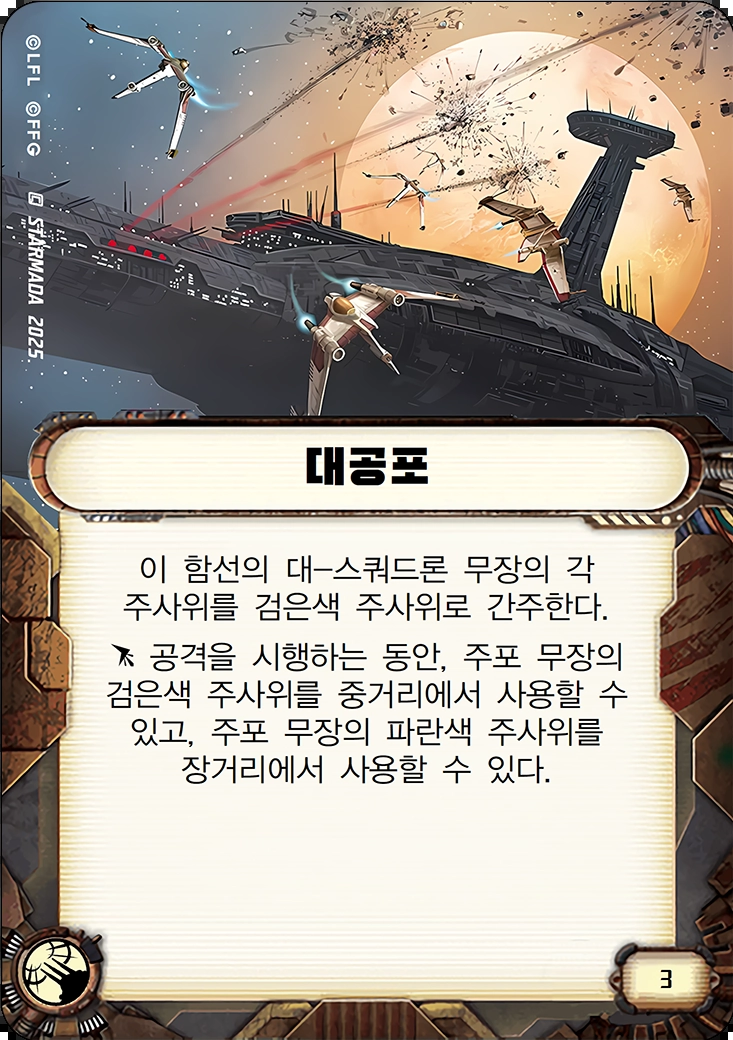 ©LFL ©FFG
STARMADA 2025
대공포
이 함선의 대-스쿼드론 무장의 각
주사위를 검은색 주사위로 간주한다.
공격을 시행하는 동안, 주포 무장의
검은색 주사위를 중거리에서 사용할 수
있고, 주포 무장의 파란색 주사위를
장거리에서 사용할 수 있다.
3